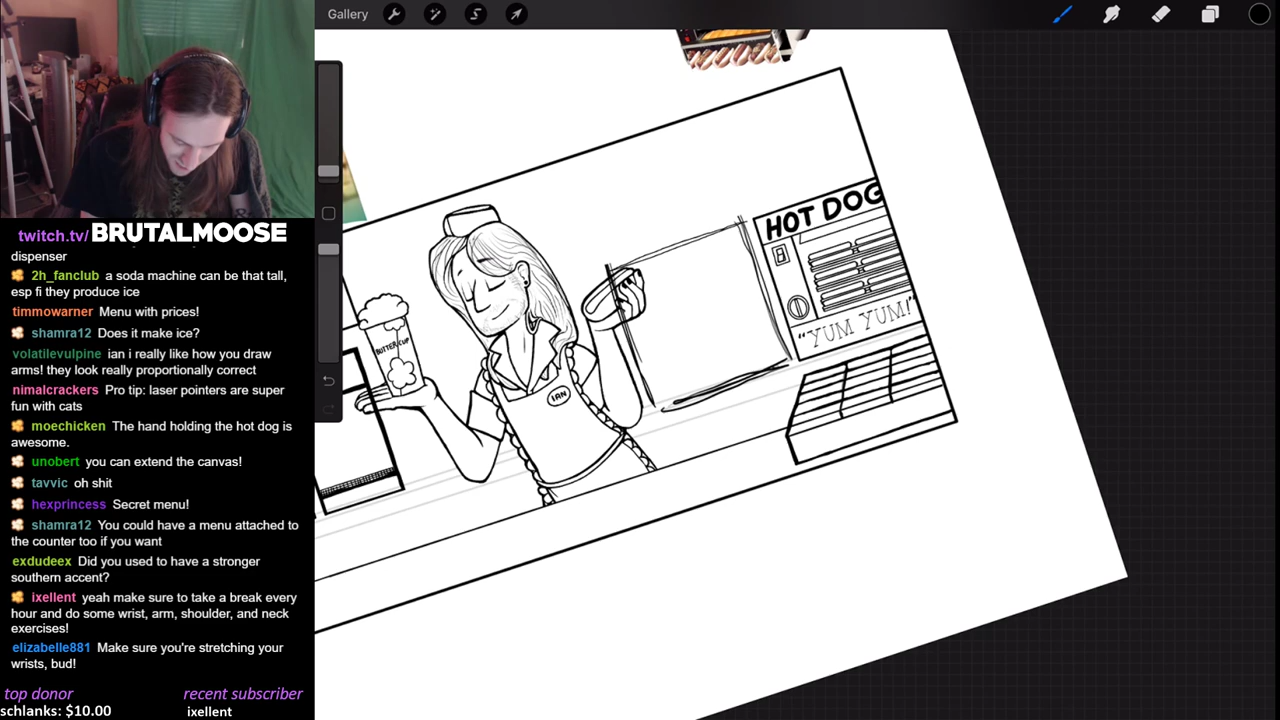 Gallery
twitch.tv/BRUTALMOOSE
dispenser
2h_fanclub a soda machine can be that tall,
esp fi they produce ice
timmowarner Menu with prices!
shamra12 Does it make ice?
volatilevulpine ian i really like how you draw
arms! they look really proportionally correct
nimalcrackers Pro tip: laser pointers are super
fun with cats
moechicken The hand holding the hot dog is
awesome.
unobert you can extend the canvas!
tavvic oh shit
hexprincess Secret menu!
shamra12 You could have a menu attached to
the counter too if you want
exdudeex Did you used to have a stronger
southern accent?
ixellent yeah make sure to take a break every
hour and do some wrist, arm, shoulder, and neck
exercises!
elizabelle881 Make sure you're stretching your
wrists, bud!
top donor
schlanks: $10.00
recent subscriber
ixellent
BUTTERCUP
IAN
HOT DOG
"YUM YUM!"